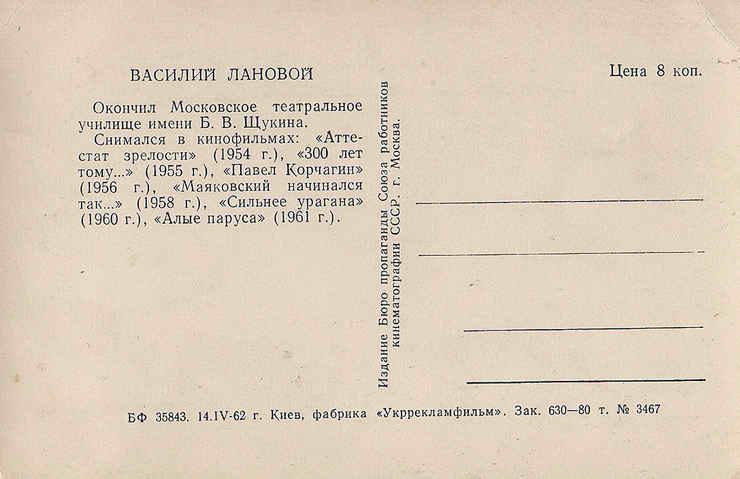 ВАСИЛИЙ ЛАНОВОЙ
Окончил Московское театральное
училище имени Б. В. Щукина.
Снимался в кинофильмах: «Атте-
стат зрелости» (1954 г.), «300 лет
тому...» (1955 г.), «Павел Корчагин»
(1956 г.), «Маяковский начинался
так...» (1958 г.), «Сильнее урагана»
(1960 г.), «Алые паруса» (1961 г.).
Издание Бюро пропаганды Союза работников
кинематографии СССР, г. Москва.
Цена 8 коп.
БФ 35843. 14.IV-62 г. Киев, фабрика «Укррекламфильм». Зак. 630—80 т. № 3467